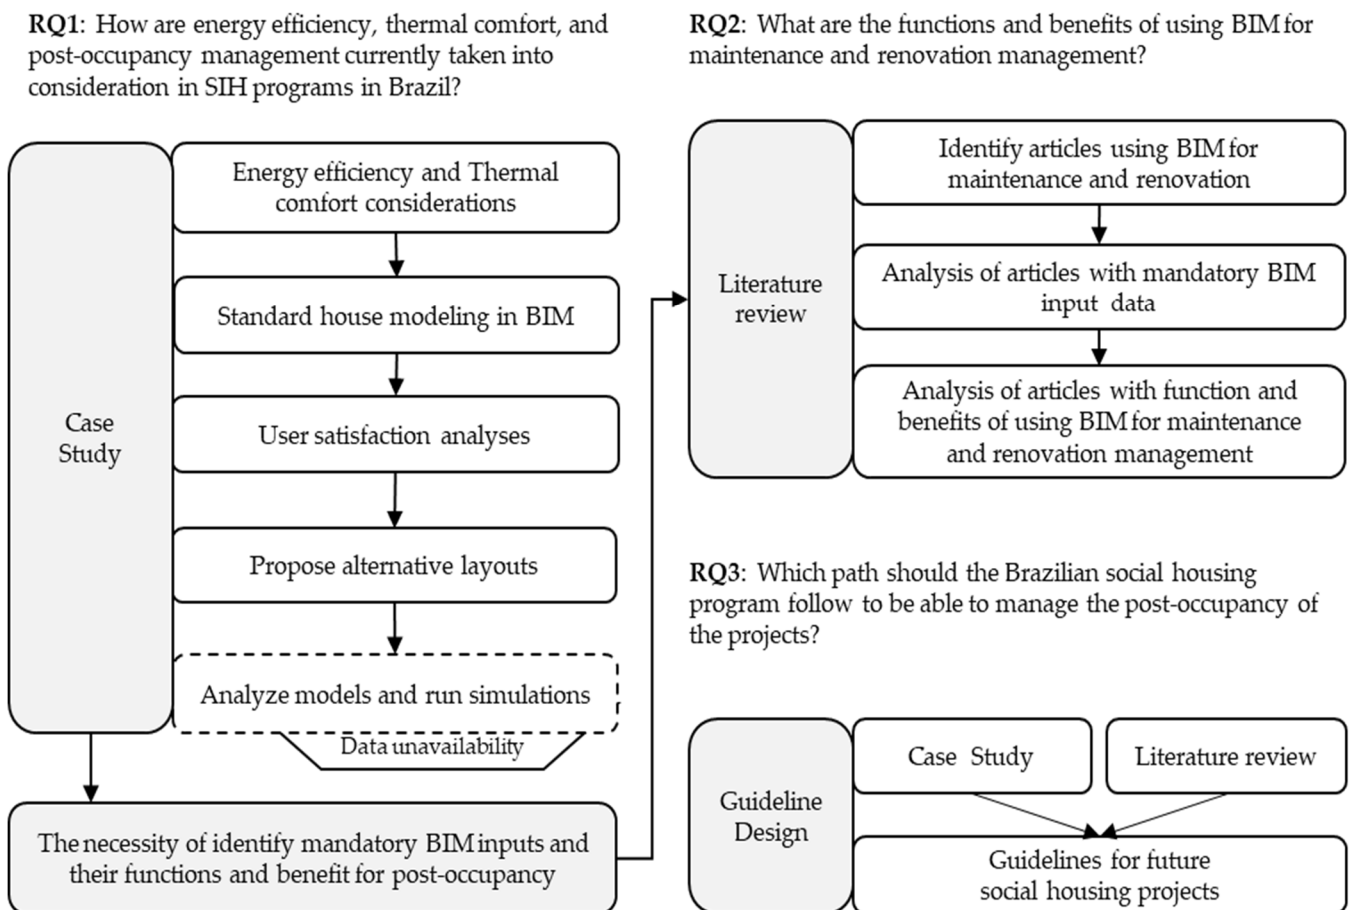 RQ1: How are energy efficiency, thermal comfort, and
post-occupancy management currently taken into
consideration in SIH programs in Brazil?
Case
Study
Energy efficiency and Thermal
comfort considerations
Standard house modeling in BIM
User satisfaction analyses
Propose alternative layouts
Analyze models and run simulations
Data unavailability
The necessity of identify mandatory BIM inputs and
their functions and benefit for post-occupancy
RQ2: What are the functions and benefits of using BIM for
maintenance and renovation management?
Literature
review
Identify articles using BIM for
maintenance and renovation
Analysis of articles with mandatory BIM
input data
Analysis of articles with function and
benefits of using BIM for maintenance
and renovation management
RQ3: Which path should the Brazilian social housing
program follow to be able to manage the post-occupancy of
the projects?
Guideline
Design
Case Study
Literature review
Guidelines for future
social housing projects